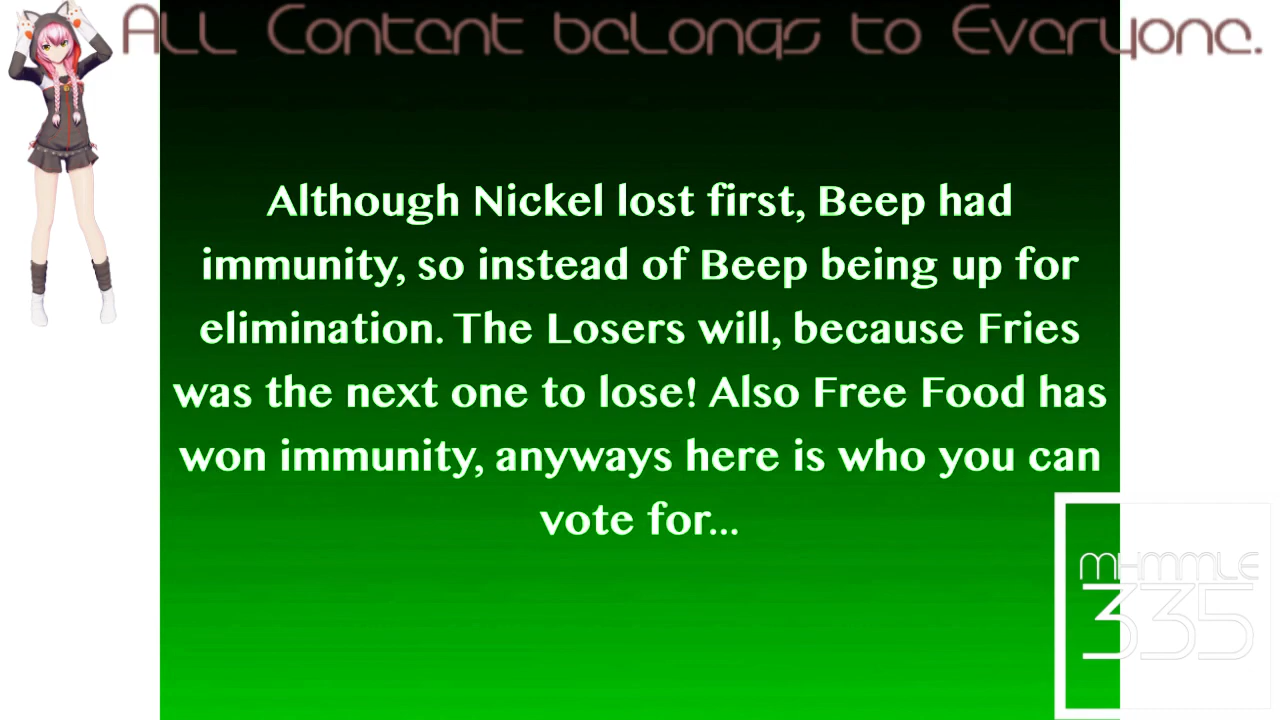 ALL Content belongs to Everyone.
Although Nickel lost first, Beep had
immunity, so instead of Beep being up for
elimination. The Losers will, because Fries
was the next one to lose! Also Free Food has
won immunity, anyways here is who you can
vote for...
MHMMLE
335